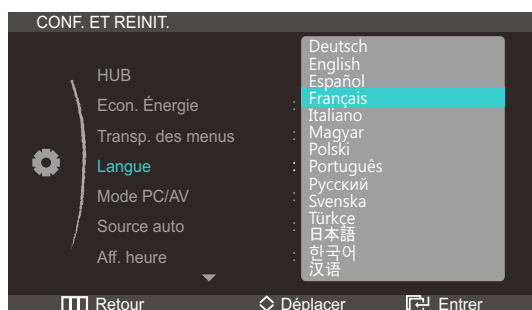 CONF. ET REINIT.
HUB
Econ. Énergie :
Transp. des menus :
Langue :
Mode PC/AV :
Source auto :
Aff. heure :
Deutsch
English
Español
Français
Italiano
Magyar
Polski
Português
Русский
Svenska
Türkçe
日本語
한국어
汉语
Retour
Déplacer
Entrer